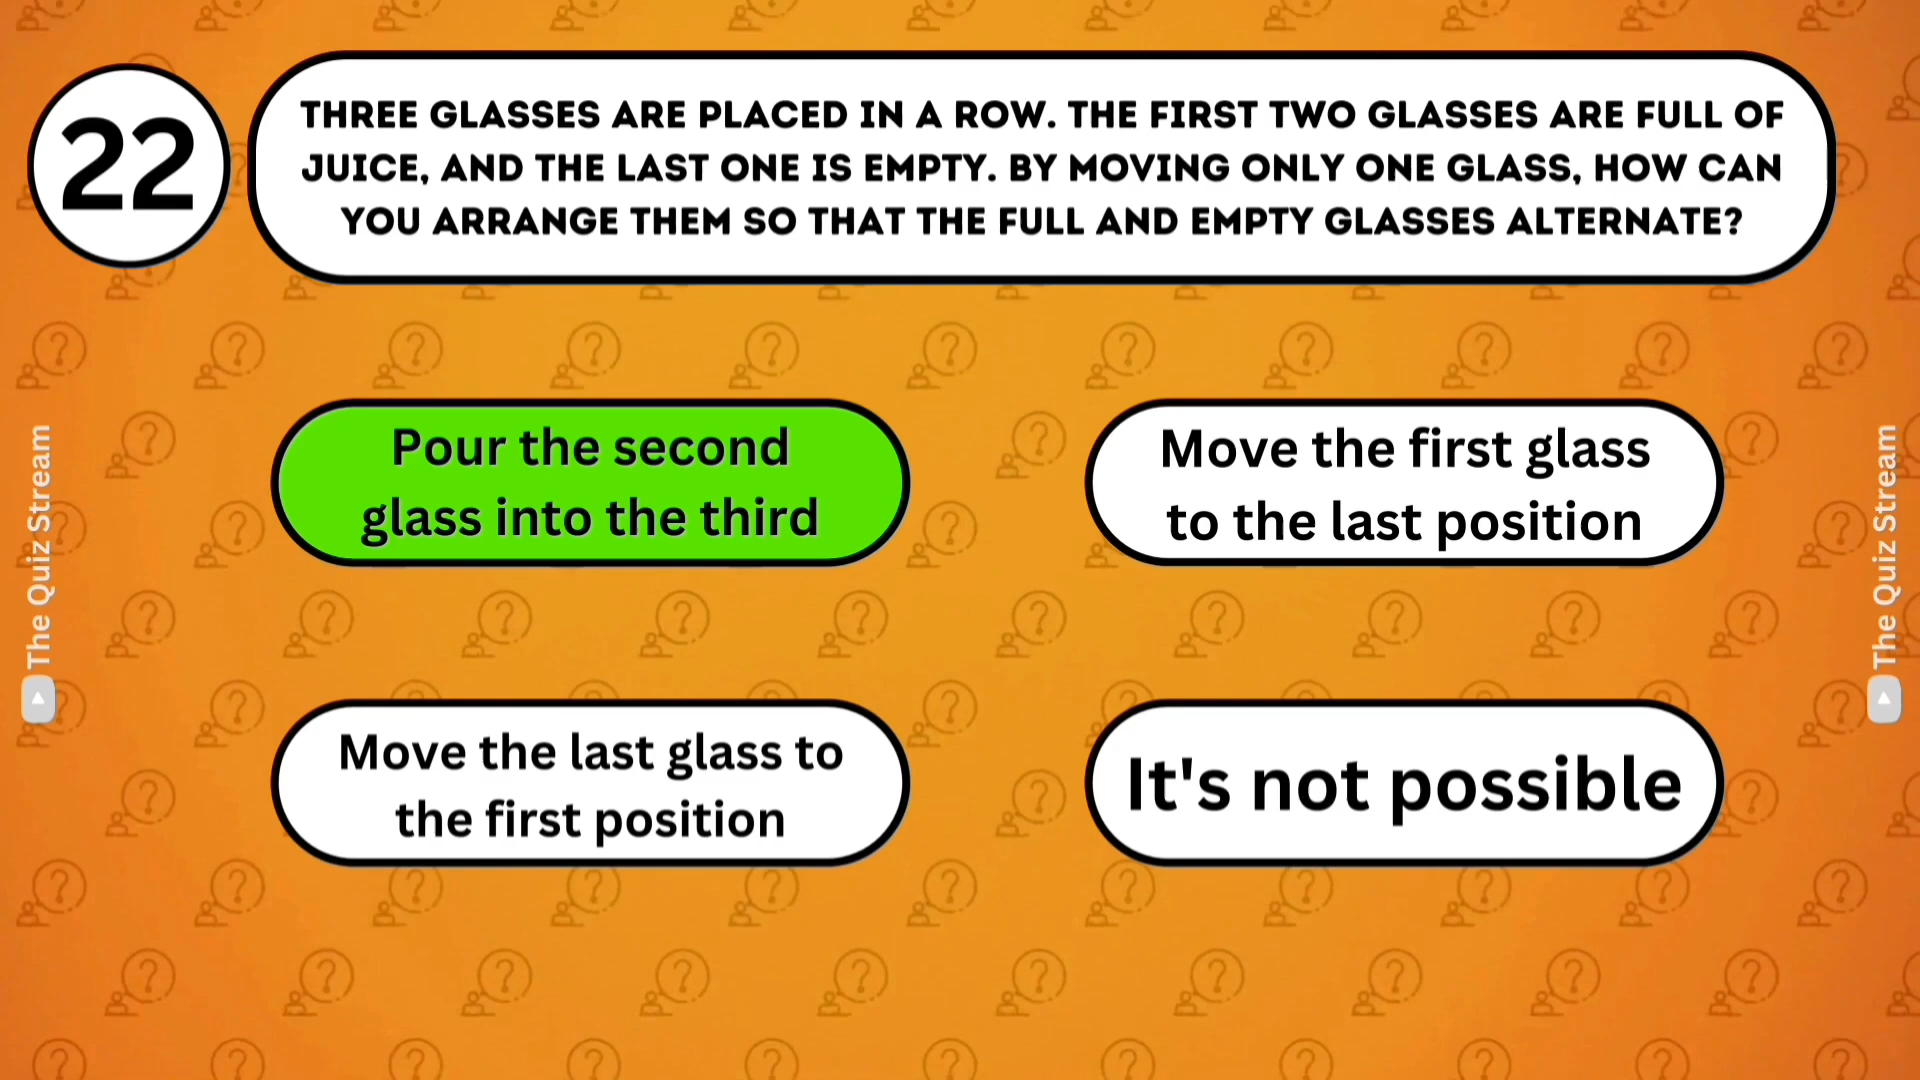 22
THREE GLASSES ARE PLACED IN A ROW. THE FIRST TWO GLASSES ARE FULL OF
JUICE, AND THE LAST ONE IS EMPTY. BY MOVING ONLY ONE GLASS, HOW CAN
YOU ARRANGE THEM SO THAT THE FULL AND EMPTY GLASSES ALTERNATE?
Pour the second
glass into the third
Move the first glass
to the last position
Move the last glass to
the first position
It's not possible
The Quiz Stream
The Quiz Stream